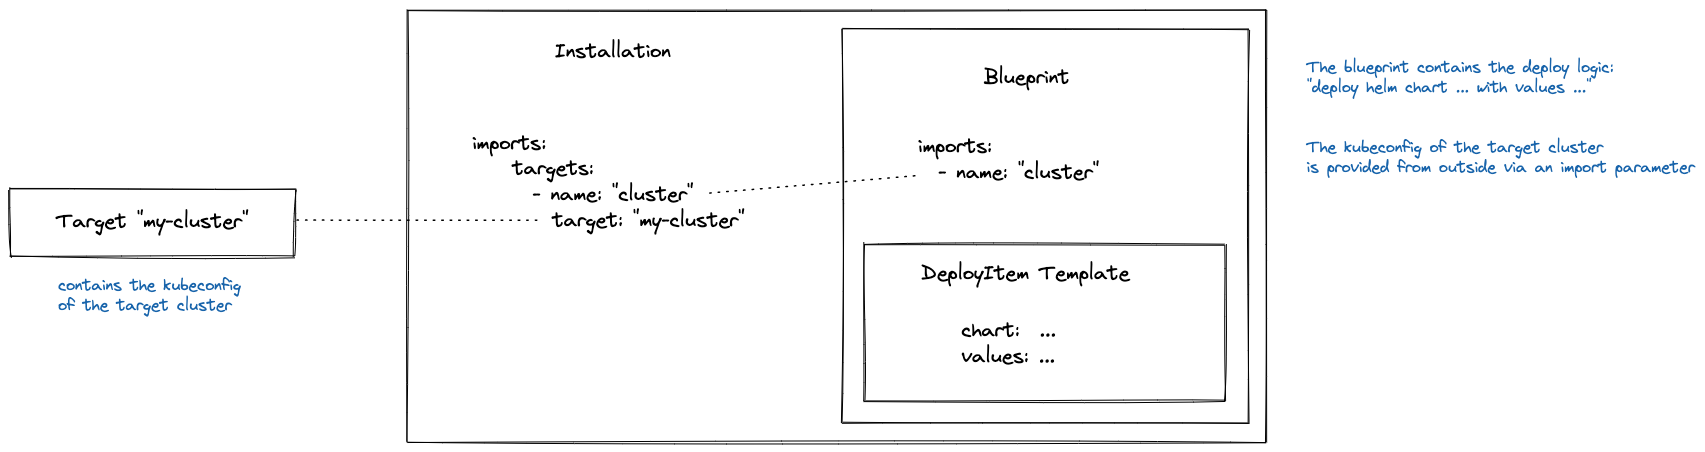 Target "my-cluster"
contains the kubeconfig
of the target cluster
Installation
imports:
targets:
- name: "cluster"
target: "my-cluster"
Blueprint
imports:
- name: "cluster"
DeployItem Template
chart: ...
values: ...
The blueprint contains the deploy logic:
"deploy helm chart ... with values ..."
The kubeconfig of the target cluster
is provided from outside via an import parameter